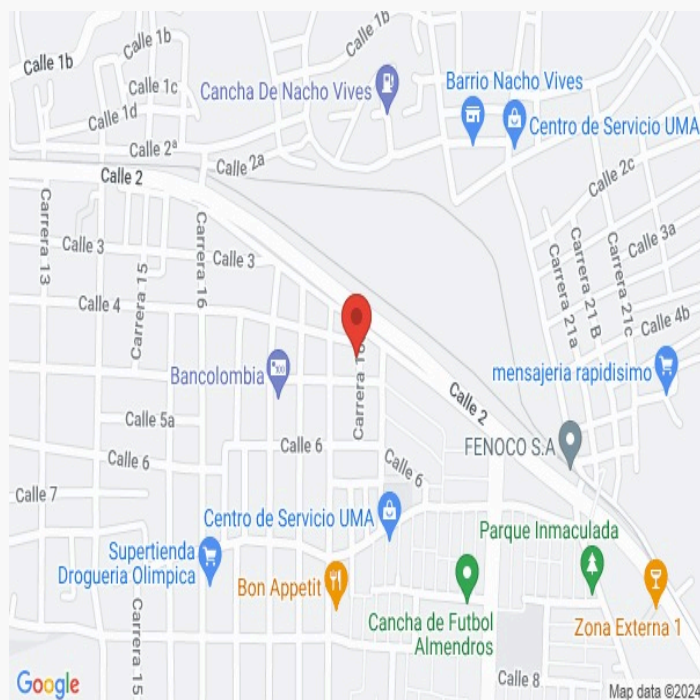 Calle 1b
Calle 1b
Calle 1b
Calle 1c
Calle 1d
Cancha De Nacho Vives
Barrio Nacho Vives
Centro de Servicio UMA
Calle 2ª
Calle 2a
Calle 2
Calle 2c
Carrera 13
Carrera 15
Carrera 16
Calle 3
Calle 3
Calle 3a
Carrera 21a
Carrera 21 B
Carrera 21c
Calle 4
Calle 4b
Bancolombia
mensajeria rapidisimo
Calle 2
Calle 5a
Calle 6
Calle 6
Calle 6
FENOCO S.A
Calle 7
Centro de Servicio UMA
Parque Inmaculada
Supertienda
Drogueria Olimpica
Bon Appetit
Cancha de Futbol
Almendros
Zona Externa 1
Carrera 15
Calle 8
Google